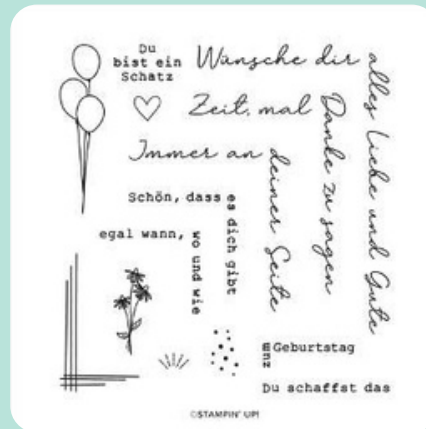 Du
bist ein
Schatz
Wünsche dir
alles Liebe und Gute
Zeit, mal
Danke zu sagen
Immer an
deiner Seite
Schön, dass
es dich gibt
egal wann,
wo und wie
zum
Geburtstag
Du schaffst das
©STAMPIN' UP!